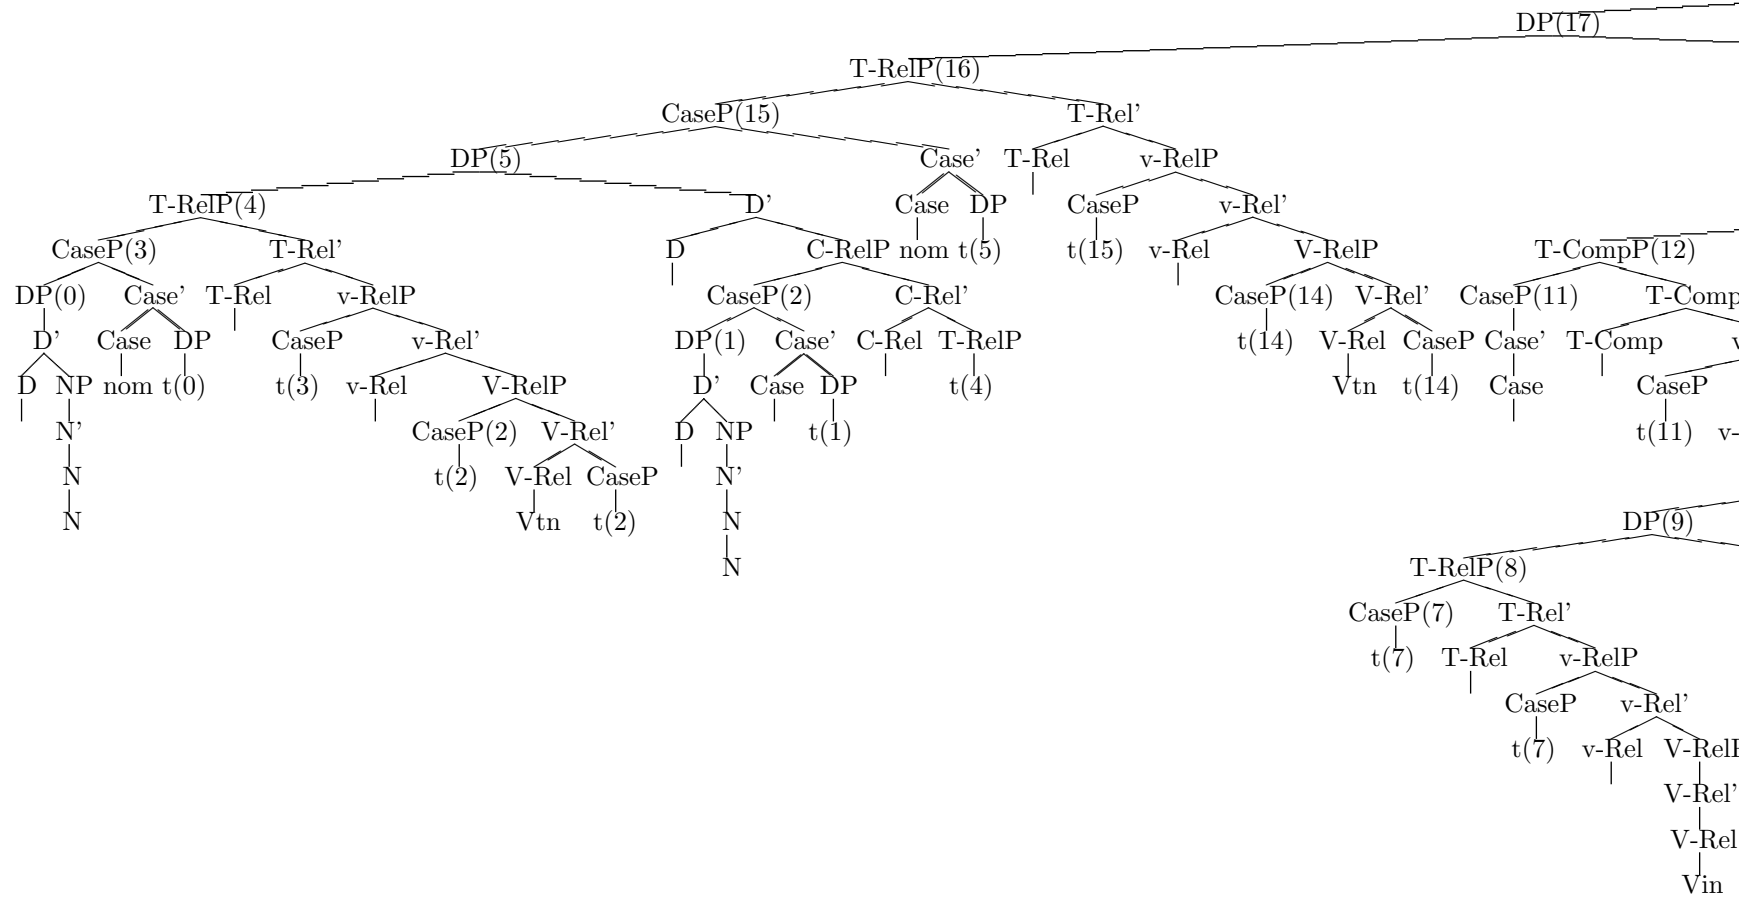 DP(17)
T-RelP(16)
CaseP(15) T-Rel'
DP(5) Case' T-Rel v-RelP
T-RelP(4) D' Case DP CaseP v-Rel'
CaseP(3) T-Rel' D C-RelP nom t(5) t(15) v-Rel V-RelP T-CompP(12)
DP(0) Case' T-Rel v-RelP CaseP(2) C-Rel' CaseP(14) V-Rel' CaseP(11) T-Comp
D' Case DP CaseP v-Rel' DP(1) Case' C-Rel T-RelP t(14) V-Rel CaseP Case' T-Comp v
D NP nom t(0) t(3) v-Rel V-RelP D' Case DP t(4) Vtn t(14) Case CaseP
N' CaseP(2) V-Rel' D NP t(1) t(11) v-
N t(2) V-Rel CaseP N'
N Vtn t(2) N DP(9)
N T-RelP(8)
CaseP(7) T-Rel'
t(7) T-Rel v-RelP
CaseP v-Rel'
t(7) v-Rel V-RelP
V-Rel'
V-Rel
Vin